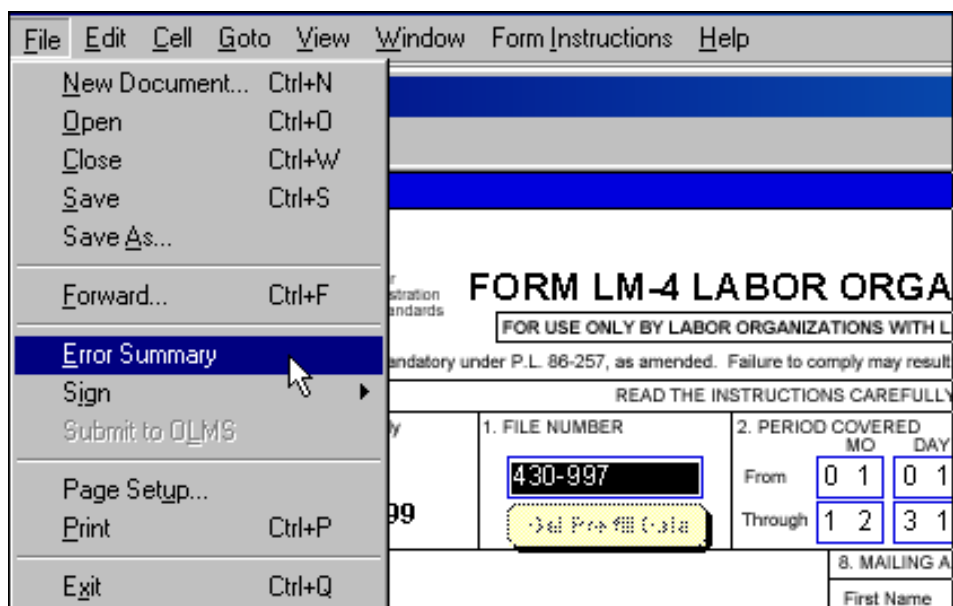 File Edit Cell Goto View Window Form Instructions Help
New Document... Ctrl+N
Open Ctrl+O
Close Ctrl+W
Save Ctrl+S
Save As...
Forward... Ctrl+F
Error Summary
Sign
Submit to OLMS
Page Setup...
Print Ctrl+P
Exit Ctrl+Q
FORM LM-4 LABOR ORGA
FOR USE ONLY BY LABOR ORGANIZATIONS WITH L
andatory under P.L. 86-257, as amended. Failure to comply may result
READ THE INSTRUCTIONS CAREFULLY
1. FILE NUMBER
430-997
2. PERIOD COVERED
MO DAY
From 0 1 0 1
Through 1 2 3 1
99
8. MAILING A
First Name